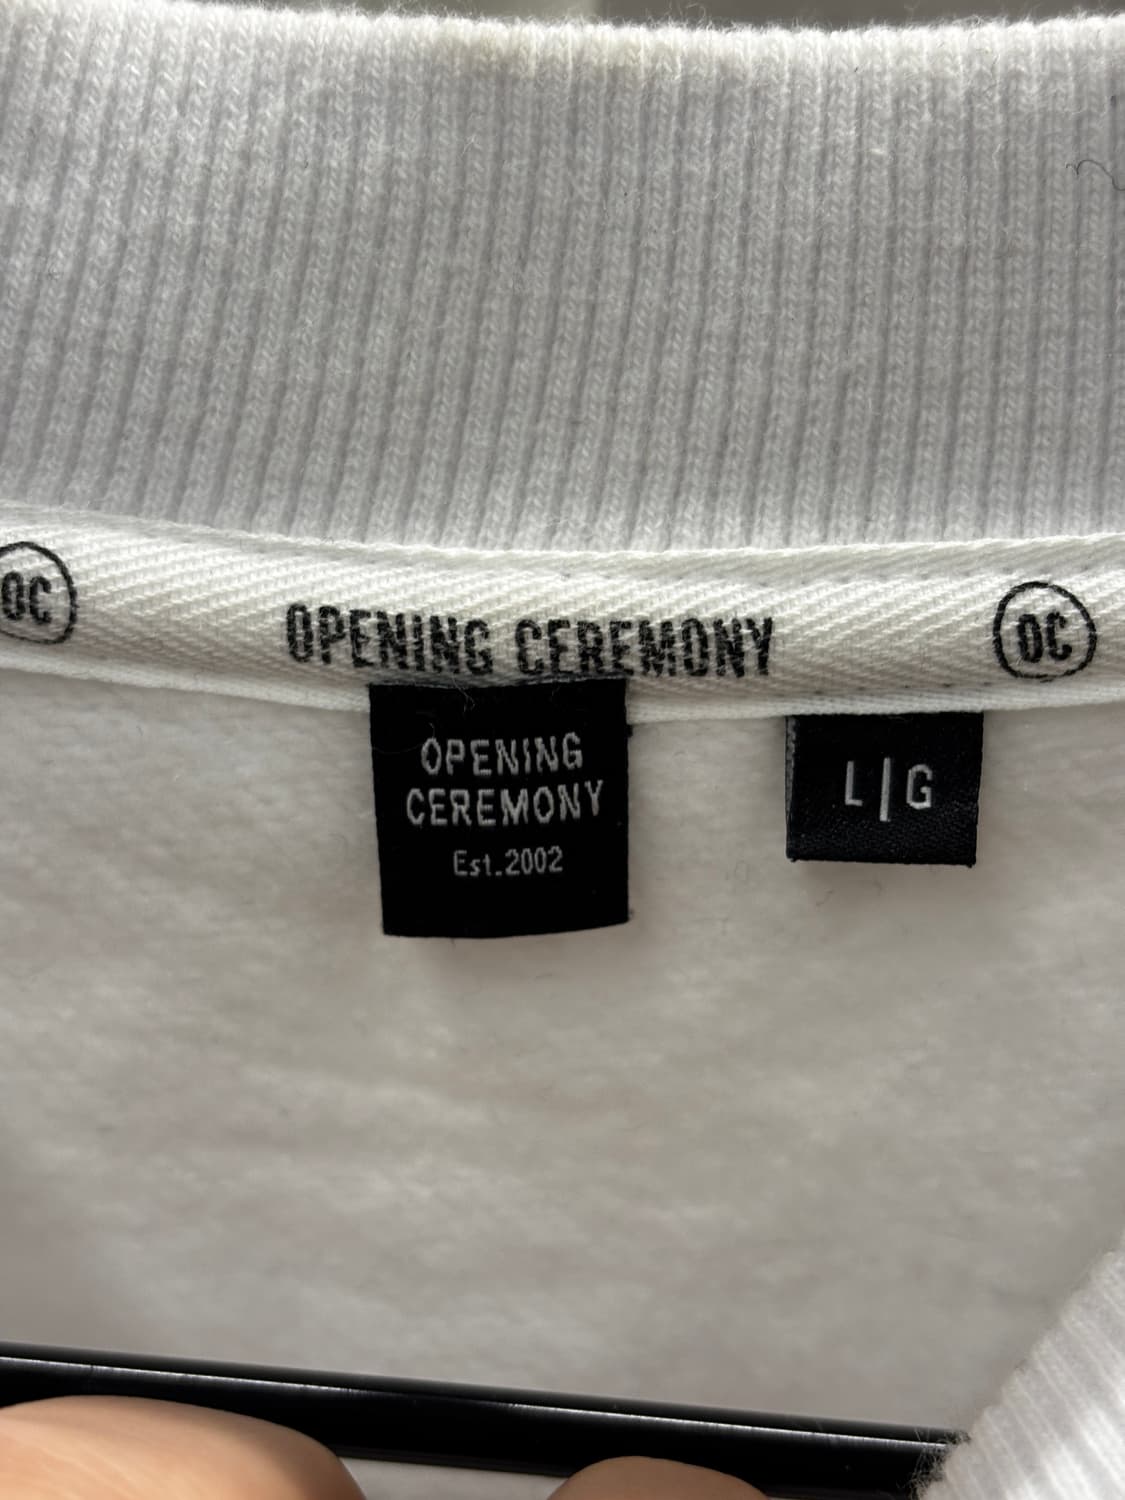 OC OPENING CEREMONY OC
OPENING
CEREMONY
Est.2002
L|G